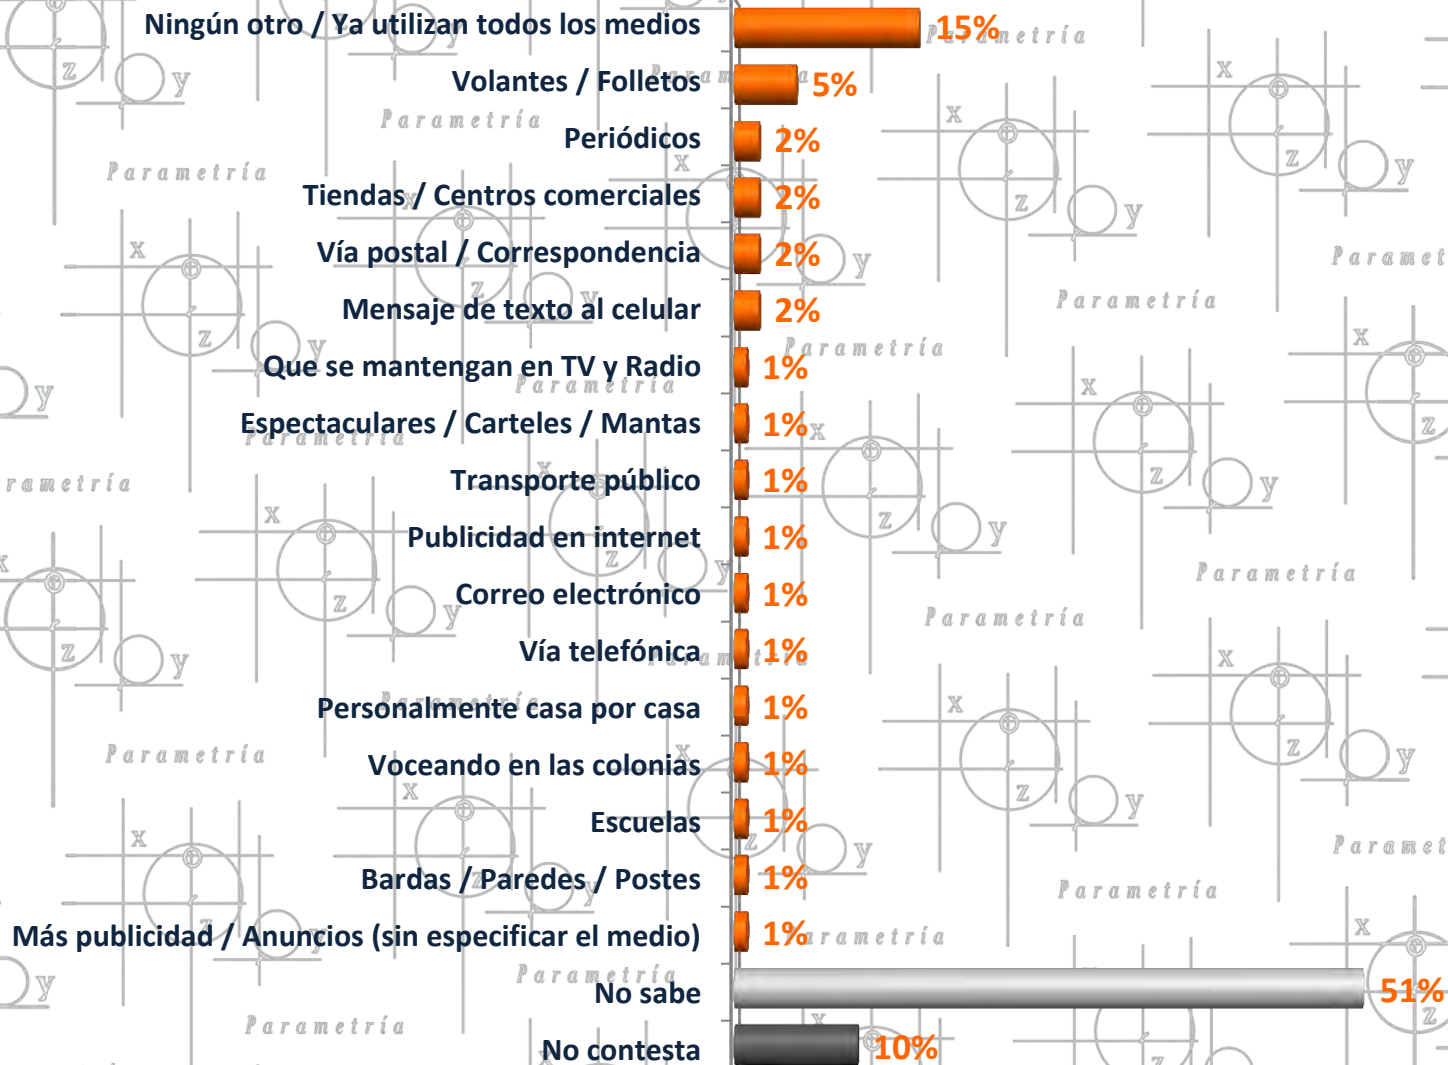 Ningún otro / Ya utilizan todos los medios 15%
Volantes / Folletos 5%
Periódicos 2%
Tiendas / Centros comerciales 2%
Vía postal / Correspondencia 2%
Mensaje de texto al celular 2%
Que se mantengan en TV y Radio 1%
Espectaculares / Carteles / Mantas 1%
Transporte público 1%
Publicidad en internet 1%
Correo electrónico 1%
Vía telefónica 1%
Personalmente casa por casa 1%
Voceando en las colonias 1%
Escuelas 1%
Bardas / Paredes / Postes 1%
Más publicidad / Anuncios (sin especificar el medio) 1%
No sabe 51%
No contesta 10%
Parametría